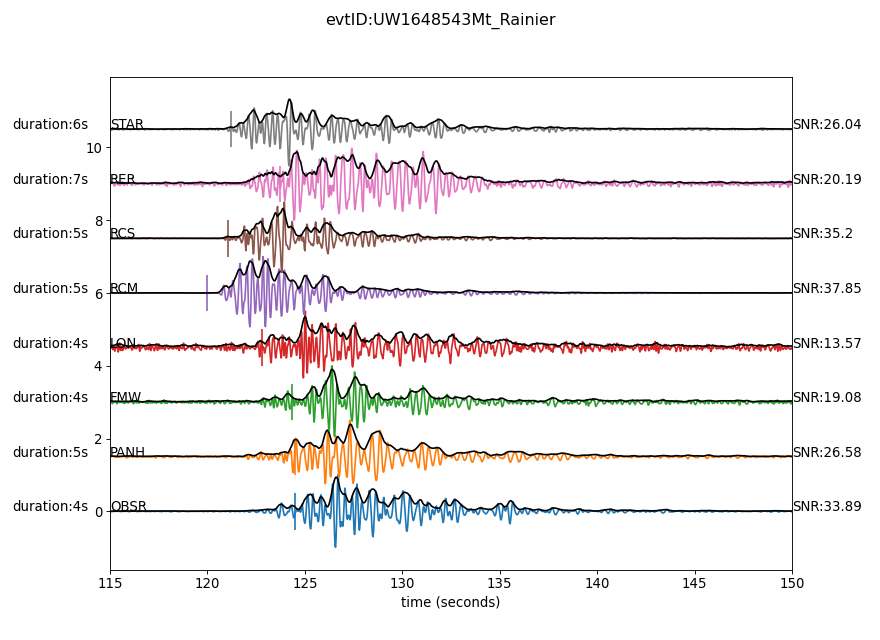 evtID:UW1648543Mt_Rainier
duration:6s STAR SNR:26.04
10
duration:7s RER SNR:20.19
8
duration:5s RCS SNR:35.2
duration:5s RCM SNR:37.85
6
duration:4s LON SNR:13.57
4
duration:4s FMW SNR:19.08
2
duration:5s PANH SNR:26.58
duration:4s OBSR SNR:33.89
0
115 120 125 130 135 140 145 150
time (seconds)